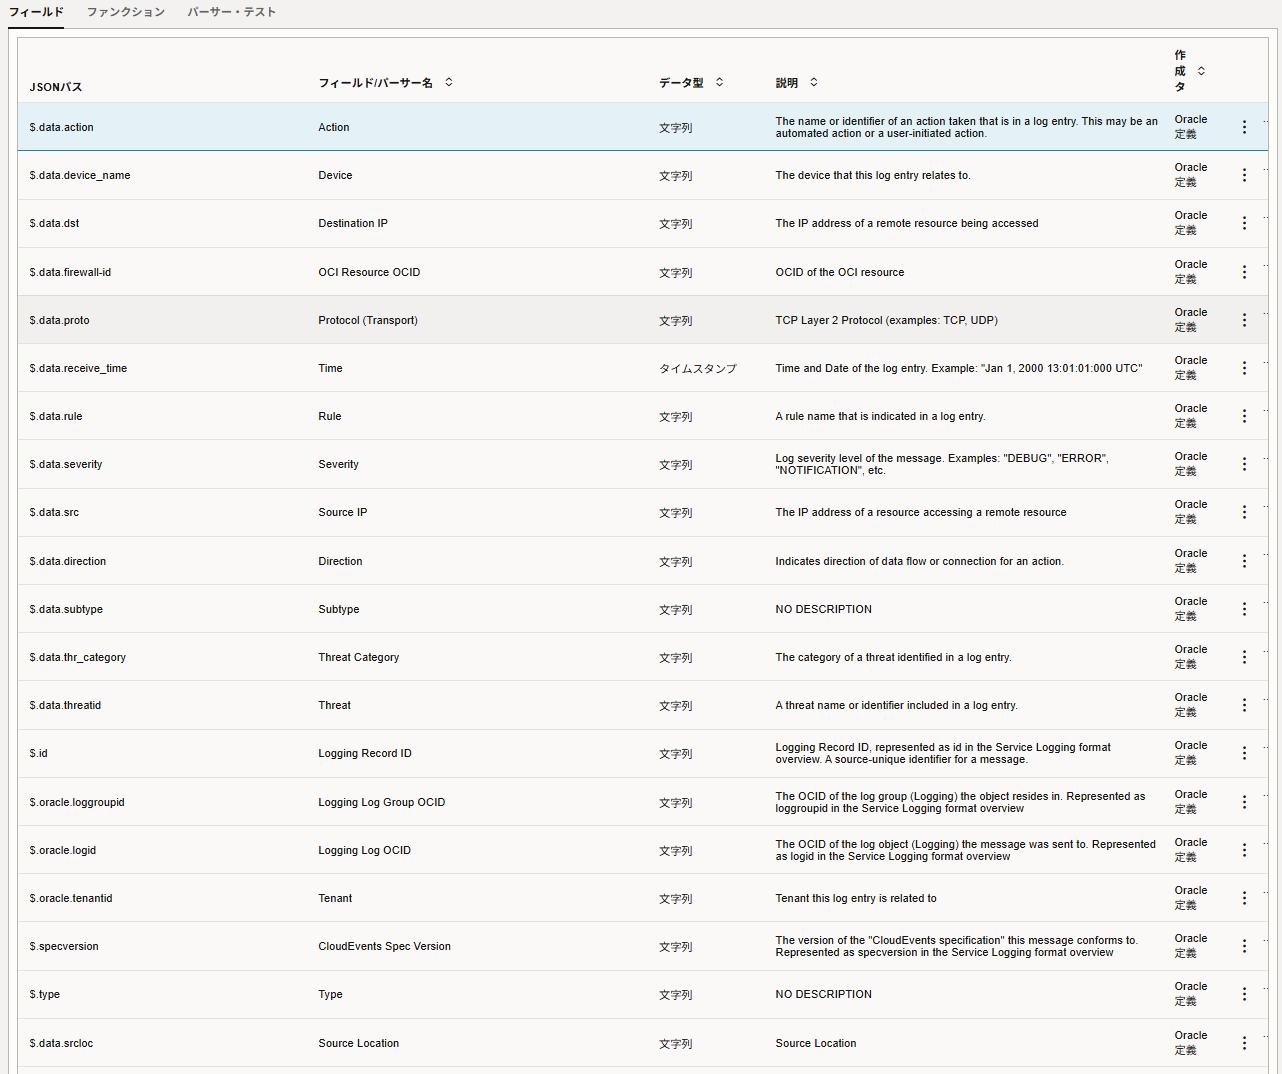 フィールド ファンクション パーサー・テスト
JSONパス フィールド/パーサー名 データ型 説明 作成タ
$.data.action Action 文字列 The name or identifier of an action taken that is in a log entry. This may be an automated action or a user-initiated action. Oracle定義
$.data.device_name Device 文字列 The device that this log entry relates to. Oracle定義
$.data.dst Destination IP 文字列 The IP address of a remote resource being accessed Oracle定義
$.data.firewall-id OCI Resource OCID 文字列 OCID of the OCI resource Oracle定義
$.data.proto Protocol (Transport) 文字列 TCP Layer 2 Protocol (examples: TCP, UDP) Oracle定義
$.data.receive_time Time タイムスタンプ Time and Date of the log entry. Example: "Jan 1, 2000 13:01:01:000 UTC" Oracle定義
$.data.rule Rule 文字列 A rule name that is indicated in a log entry. Oracle定義
$.data.severity Severity 文字列 Log severity level of the message. Examples: "DEBUG", "ERROR", "NOTIFICATION", etc. Oracle定義
$.data.src Source IP 文字列 The IP address of a resource accessing a remote resource Oracle定義
$.data.direction Direction 文字列 Indicates direction of data flow or connection for an action. Oracle定義
$.data.subtype Subtype 文字列 NO DESCRIPTION Oracle定義
$.data.thr_category Threat Category 文字列 The category of a threat identified in a log entry. Oracle定義
$.data.threatid Threat 文字列 A threat name or identifier included in a log entry. Oracle定義
$.id Logging Record ID 文字列 Logging Record ID, represented as id in the Service Logging format overview. A source-unique identifier for a message. Oracle定義
$.oracle.loggroupid Logging Log Group OCID 文字列 The OCID of the log group (Logging) the object resides in. Represented as loggroupid in the Service Logging format overview Oracle定義
$.oracle.logid Logging Log OCID 文字列 The OCID of the log object (Logging) the message was sent to. Represented as logid in the Service Logging format overview Oracle定義
$.oracle.tenantid Tenant 文字列 Tenant this log entry is related to Oracle定義
$.specversion CloudEvents Spec Version 文字列 The version of the "CloudEvents specification" this message conforms to. Represented as specversion in the Service Logging format overview Oracle定義
$.type Type 文字列 NO DESCRIPTION Oracle定義
$.data.srcloc Source Location 文字列 Source Location Oracle定義